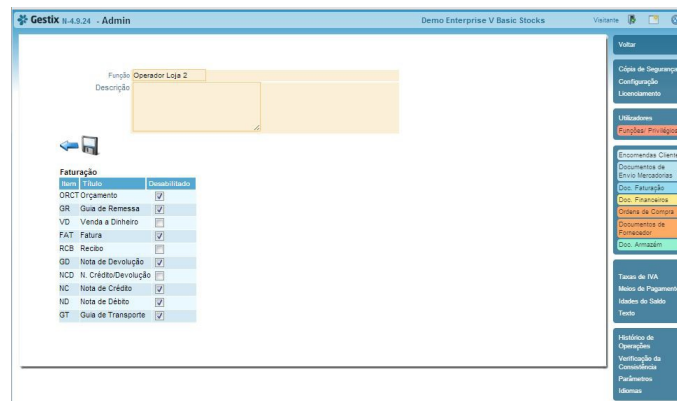 Gestix N-4.9.24 - Admin
Demo Enterprise V Basic Stocks
Visitante
Voltar
Função Operador Loja 2
Descrição
Cópia de Segurança
Configuração
Licenciamento
Utilizadores
Funções/ Privilégios
Faturação
Item Título Desabilitado
ORCT Orçamento
GR Guia de Remessa
VD Venda a Dinheiro
FAT Fatura
RCB Recibo
GD Nota de Devolução
NCD N. Crédito/Devolução
NC Nota de Crédito
ND Nota de Débito
GT Guia de Transporte
Encomendas Cliente
Documentos de
Envio Mercadorias
Doc. Faturação
Doc. Financeiros
Ordens de Compra
Documentos de
Fornecedor
Doc. Armazém
Taxas de IVA
Meios de Pagamento
Idades do Saldo
Texto
Histórico de
Operações
Verificação da
Consistência
Parâmetros
Idiomas